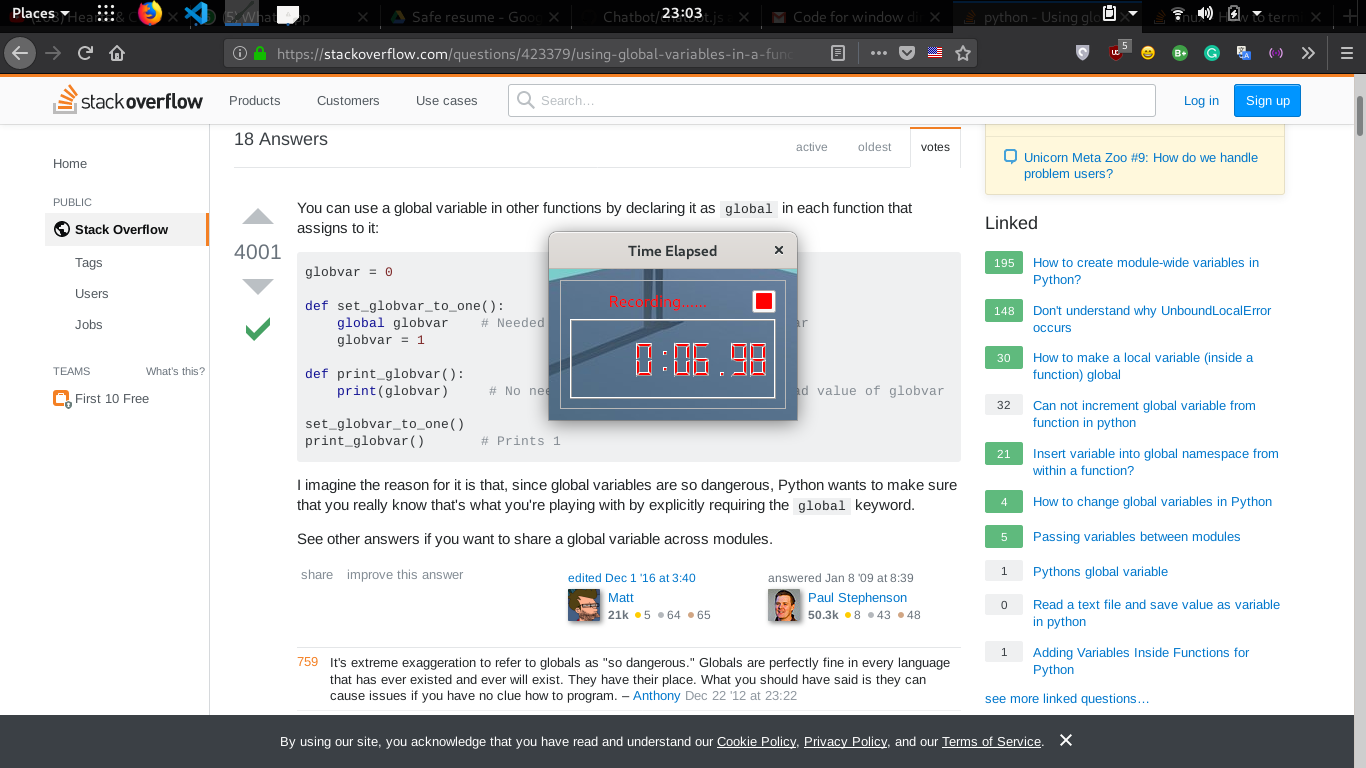 Places
23:03
Safe resume - Goo
Chatbot/chatbot.js
Code for window di
python - Using glo
How to term
https://stackoverflow.com/questions/423379/using-global-variables-in-a-func
5
stackoverflow
Products
Customers
Use cases
Search…
Log in
Sign up
Home
PUBLIC
Stack Overflow
Tags
Users
Jobs
TEAMS
What's this?
First 10 Free
18 Answers
active
oldest
votes
4001
You can use a global variable in other functions by declaring it as global in each function that
assigns to it:
globvar = 0
def set_globvar_to_one():
global globvar # Needed
ar
globvar = 1
def print_globvar():
print(globvar) # No nee
ad value of globvar
set_globvar_to_one()
print_globvar() # Prints 1
Time Elapsed
Recording......
0:06.98
I imagine the reason for it is that, since global variables are so dangerous, Python wants to make sure
that you really know that's what you're playing with by explicitly requiring the global keyword.
See other answers if you want to share a global variable across modules.
share
improve this answer
edited Dec 1 '16 at 3:40
Matt
21k 5 64 65
answered Jan 8 '09 at 8:39
Paul Stephenson
50.3k 8 43 48
759
It's extreme exaggeration to refer to globals as "so dangerous." Globals are perfectly fine in every language
that has ever existed and ever will exist. They have their place. What you should have said is they can
cause issues if you have no clue how to program. – Anthony Dec 22 '12 at 23:22
Unicorn Meta Zoo #9: How do we handle
problem users?
Linked
195 How to create module-wide variables in
Python?
148 Don't understand why UnboundLocalError
occurs
30 How to make a local variable (inside a
function) global
32 Can not increment global variable from
function in python
21 Insert variable into global namespace from
within a function?
4 How to change global variables in Python
5 Passing variables between modules
1 Pythons global variable
0 Read a text file and save value as variable
in python
1 Adding Variables Inside Functions for
Python
see more linked questions…
By using our site, you acknowledge that you have read and understand our Cookie Policy, Privacy Policy, and our Terms of Service.